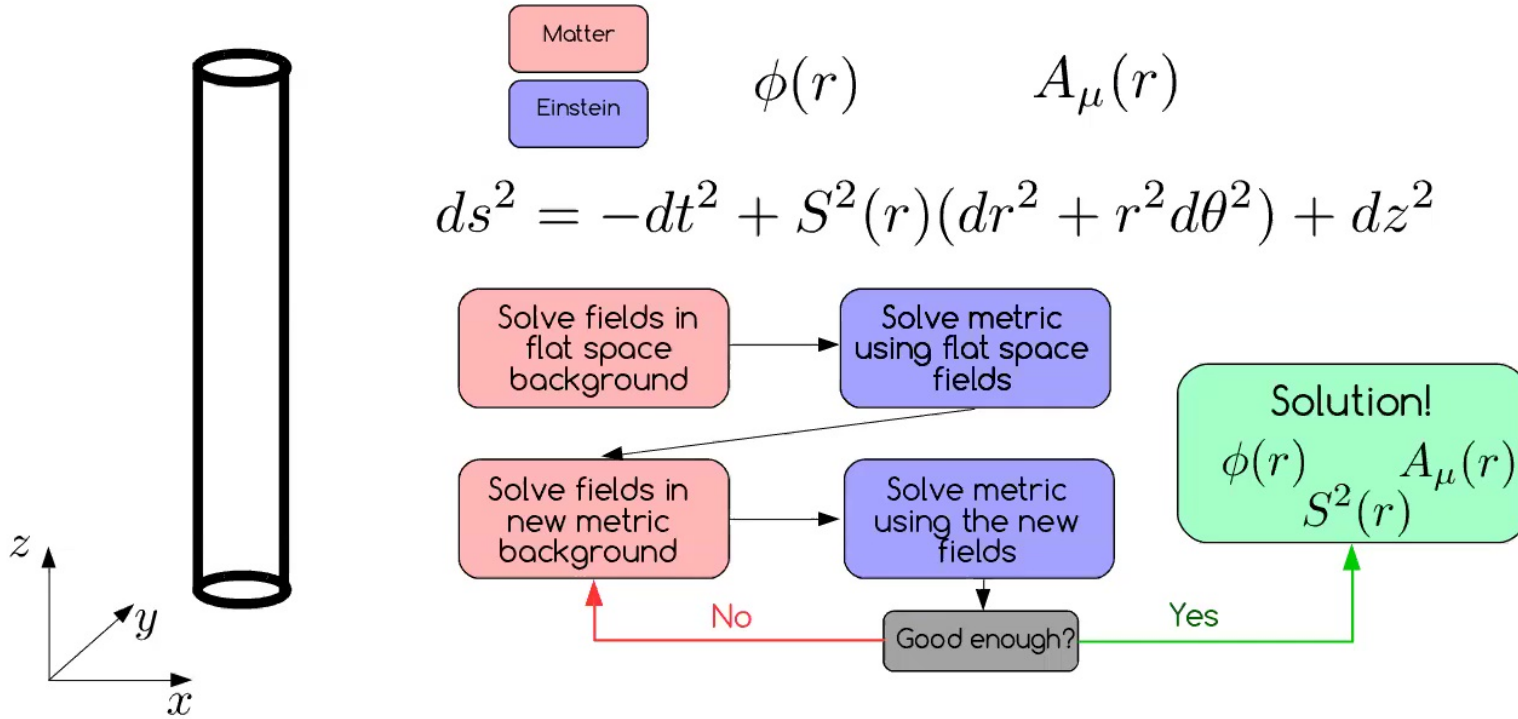 Matter
Einstein
ϕ(r)
A_μ(r)
ds² = −dt² + S²(r)(dr² + r²dθ²) + dz²
Solve fields in
flat space
background
Solve metric
using flat space
fields
Solution!
ϕ(r)
A_μ(r)
S²(r)
Solve fields in
new metric
background
Solve metric
using the new
fields
No
Good enough?
Yes
z
y
x